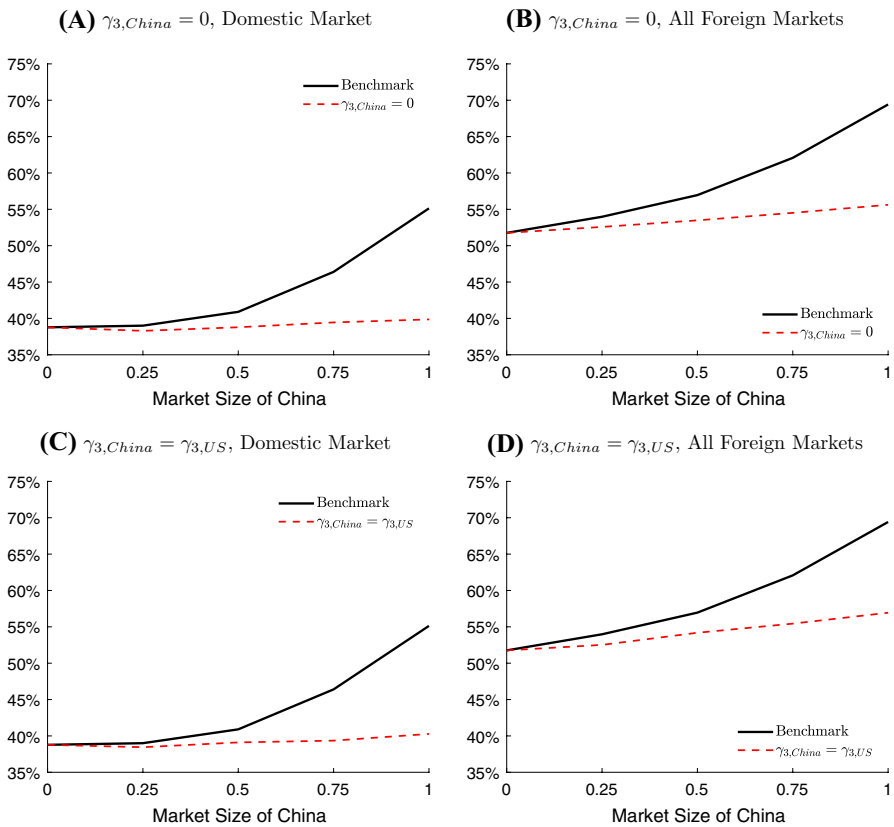 (A) γ3,China = 0, Domestic Market
75%
70%
65%
60%
55%
50%
45%
40%
35%
Benchmark
γ3,China = 0
0 0.25 0.5 0.75 1
Market Size of China
(B) γ3,China = 0, All Foreign Markets
75%
70%
65%
60%
55%
50%
45%
40%
35%
Benchmark
γ3,China = 0
0 0.25 0.5 0.75 1
Market Size of China
(C) γ3,China = γ3,US, Domestic Market
75%
70%
65%
60%
55%
50%
45%
40%
35%
Benchmark
γ3,China = γ3,US
0 0.25 0.5 0.75 1
Market Size of China
(D) γ3,China = γ3,US, All Foreign Markets
75%
70%
65%
60%
55%
50%
45%
40%
35%
Benchmark
γ3,China = γ3,US
0 0.25 0.5 0.75 1
Market Size of China